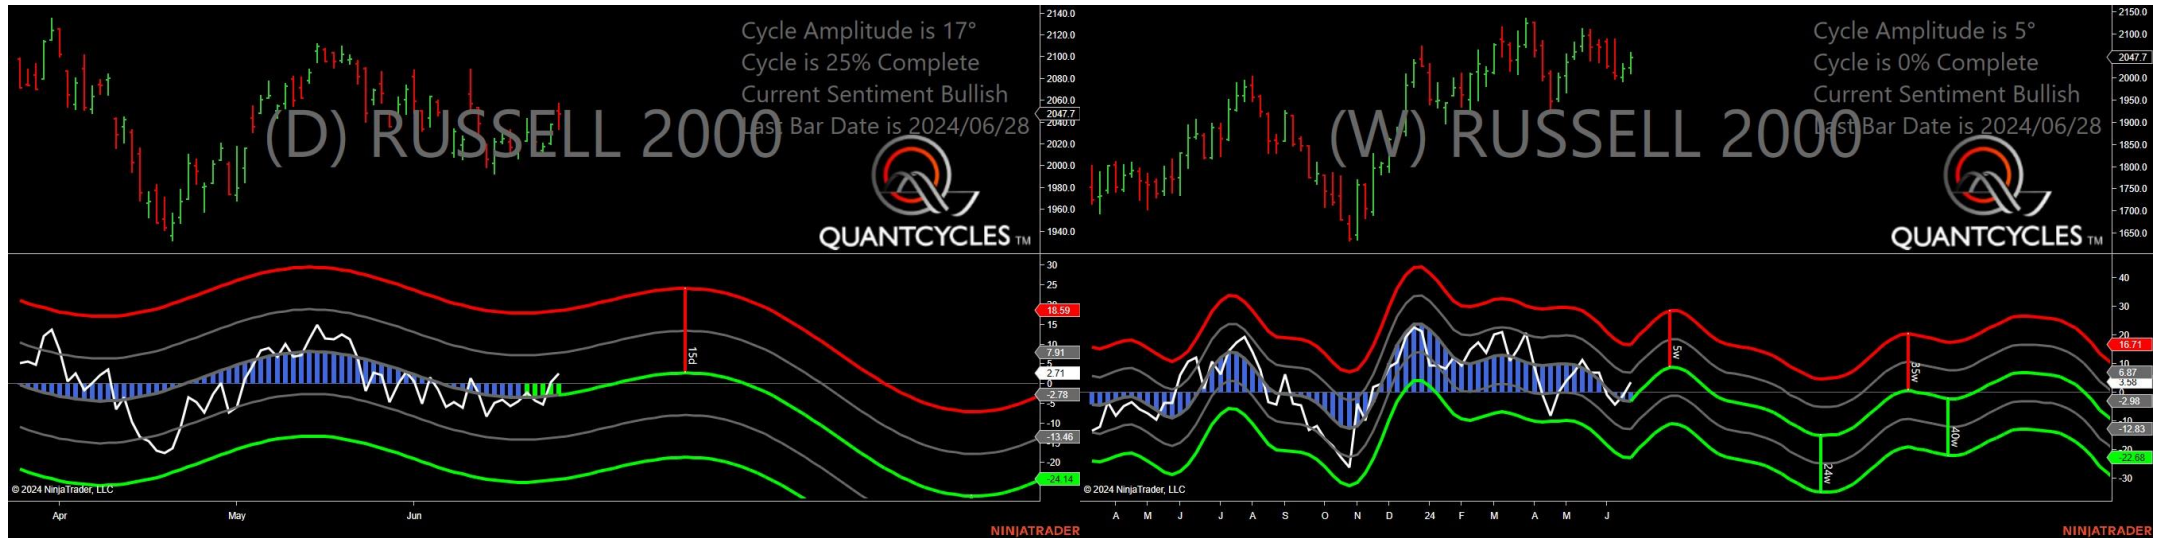 Cycle Amplitude is 17°
Cycle is 25% Complete
Current Sentiment Bullish
Last Bar Date is 2024/06/28
(D) RUSSELL 2000
QUANTCYCLES TM
2140.0
2120.0
2100.0
2080.0
2060.0
2047.7
2040.0
2020.0
2000.0
1980.0
1960.0
1940.0
30
25
18.59
15
10
7.91
5
2.71
0
-2.78
-5
-10
-13.46
-15
-20
-24.14
15d
© 2024 NinjaTrader, LLC
Apr May Jun
NINJATRADER
Cycle Amplitude is 5°
Cycle is 0% Complete
Current Sentiment Bullish
Last Bar Date is 2024/06/28
(W) RUSSELL 2000
QUANTCYCLES TM
2150.0
2100.0
2047.7
2000.0
1950.0
1900.0
1850.0
1800.0
1750.0
1700.0
1650.0
40
30
20
16.71
10
6.87
3.58
0
-2.98
-10
-12.83
-20
-22.68
-30
5w
24w
35w
40w
© 2024 NinjaTrader, LLC
A M J J A S O N D 24 F M A M J
NINJATRADER